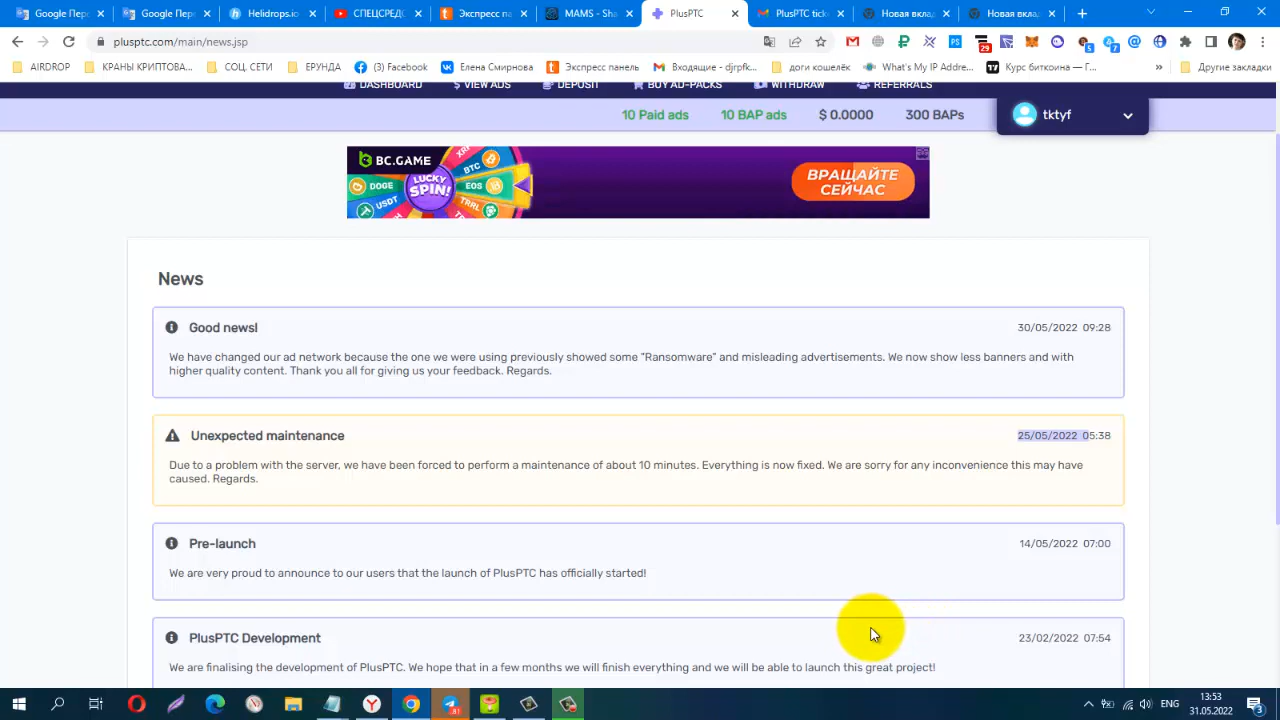 Google Пере
Google Пере
Helidrops.io
СПЕЦСРЕДС
Экспресс па
MAMS - Sha
PlusPTC
PlusPTC tick
Новая вклад
Новая вклад
plusptc.com/main/news.jsp
AIRDROP
КРАНЫ КРИПТОВА...
СОЦ. СЕТИ
ЕРУНДА
(3) Facebook
Елена Смирнова
Экспресс панель
Входящие - djrpfk...
доги кошелёк
What's My IP Addre...
Курс биткоина — Г...
»
Другие закладки
DASHBOARD
VIEW ADS
DEPOSIT
BUY AD-PACKS
WITHDRAW
REFERRALS
10 Paid ads
10 BAP ads
$ 0.0000
300 BAPs
tktyf
BC.GAME
LUCKY
SPIN!
XRP
BTC
EOS
DOGE
USDT
TRRL
ВРАЩАЙТЕ
СЕЙЧАС
News
Good news!
30/05/2022 09:28
We have changed our ad network because the one we were using previously showed some "Ransomware" and misleading advertisements. We now show less banners and with
higher quality content. Thank you all for giving us your feedback. Regards.
Unexpected maintenance
25/05/2022 05:38
Due to a problem with the server, we have been forced to perform a maintenance of about 10 minutes. Everything is now fixed. We are sorry for any inconvenience this may have
caused. Regards.
Pre-launch
14/05/2022 07:00
We are very proud to announce to our users that the launch of PlusPTC has officially started!
PlusPTC Development
23/02/2022 07:54
We are finalising the development of PlusPTC. We hope that in a few months we will finish everything and we will be able to launch this great project!
ENG
13:53
31.05.2022